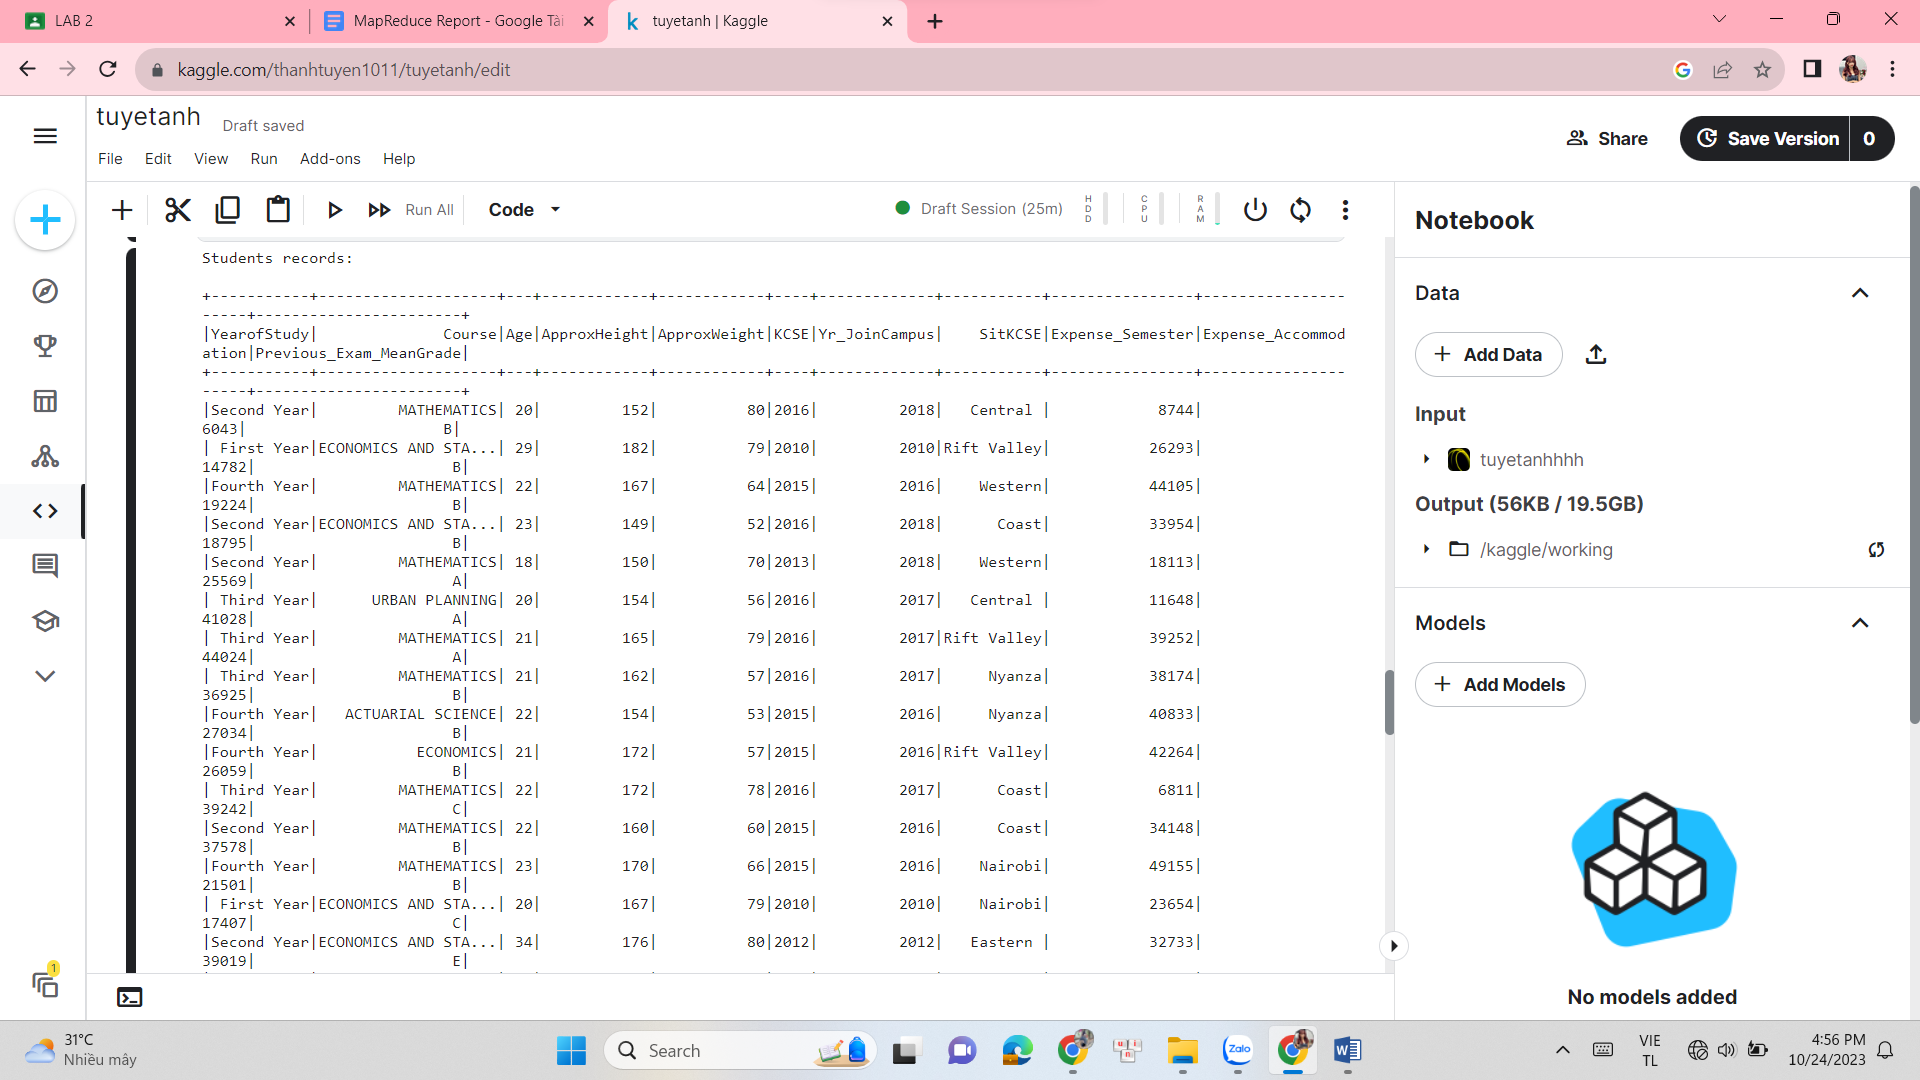 LAB 2
MapReduce Report - Google Tài
tuyetanh | Kaggle
kaggle.com/thanhtuyen1011/tuyetanh/edit
tuyetanh
Draft saved
File Edit View Run Add-ons Help
Share
Save Version 0
Run All
Code
Draft Session (25m)
HDD
CPU
RAM
Students records:
+-----------+--------------------+---+------------+------------+----+-------------+-----------+----------------+----------------
-----+-----------------------+
|YearofStudy|              Course|Age|ApproxHeight|ApproxWeight|KCSE|Yr_JoinCampus|    SitKCSE|Expense_Semester|Expense_Accommod
ation|Previous_Exam_MeanGrade|
+-----------+--------------------+---+------------+------------+----+-------------+-----------+----------------+----------------
-----+-----------------------+
|Second Year|         MATHEMATICS| 20|         152|          80|2016|         2018|   Central |            8744|
6043|                     B|
| First Year|ECONOMICS AND STA...| 29|         182|          79|2010|         2010|Rift Valley|           26293|
14782|                      B|
|Fourth Year|         MATHEMATICS| 22|         167|          64|2015|         2016|    Western|           44105|
19224|                      B|
|Second Year|ECONOMICS AND STA...| 23|         149|          52|2016|         2018|      Coast|           33954|
18795|                      B|
|Second Year|         MATHEMATICS| 18|         150|          70|2013|         2018|    Western|           18113|
25569|                      A|
| Third Year|      URBAN PLANNING| 20|         154|          56|2016|         2017|   Central |           11648|
41028|                      A|
| Third Year|         MATHEMATICS| 21|         165|          79|2016|         2017|Rift Valley|           39252|
44024|                      A|
| Third Year|         MATHEMATICS| 21|         162|          57|2016|         2017|     Nyanza|           38174|
36925|                      B|
|Fourth Year|   ACTUARIAL SCIENCE| 22|         154|          53|2015|         2016|     Nyanza|           40833|
27034|                      B|
|Fourth Year|           ECONOMICS| 21|         172|          57|2015|         2016|Rift Valley|           42264|
26059|                      B|
| Third Year|         MATHEMATICS| 22|         172|          78|2016|         2017|      Coast|            6811|
39242|                      C|
|Second Year|         MATHEMATICS| 22|         160|          60|2015|         2016|      Coast|           34148|
37578|                      B|
|Fourth Year|         MATHEMATICS| 23|         170|          66|2015|         2016|    Nairobi|           49155|
21501|                      B|
| First Year|ECONOMICS AND STA...| 20|         167|          79|2010|         2010|    Nairobi|           23654|
17407|                      C|
|Second Year|ECONOMICS AND STA...| 34|         176|          80|2012|         2012|   Eastern |           32733|
39019|                      E|
Notebook
Data
Add Data
Input
tuyetanhhhh
Output (56KB / 19.5GB)
/kaggle/working
Models
Add Models
No models added
1
31°C
Nhiều mây
Search
Zalo
VIE
TL
4:56 PM
10/24/2023